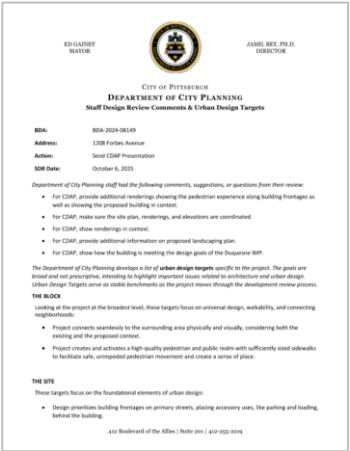 ED GAINEY
MAYOR
JAMEL BEY, PH.D.
DIRECTOR
CITY OF PITTSBURGH
DEPARTMENT OF CITY PLANNING
Staff Design Review Comments & Urban Design Targets
BDA: BDA-2024-08149
Address: 1208 Forbes Avenue
Action: Send CDAP Presentation
SDR Date: October 6, 2025
Department of City Planning staff had the following comments, suggestions, or questions from their review:
• For CDAP, provide additional renderings showing the pedestrian experience along building frontages as
well as showing the proposed building in context.
• For CDAP, make sure the site plan, renderings, and elevations are coordinated.
• For CDAP, show renderings in context.
• For CDAP, provide additional information on proposed landscaping plan.
• For CDAP, show how the building is meeting the design goals of the Duquesne IMP.
The Department of City Planning develops a list of urban design targets specific to the project. The goals are
broad and not prescriptive, intending to highlight important issues related to architecture and urban design.
Urban Design Targets serve as stable benchmarks as the project moves through the development review process.
THE BLOCK
Looking at the project at the broadest level, these targets focus on universal design, walkability, and connecting
neighborhoods:
• Project connects seamlessly to the surrounding area physically and visually, considering both the
existing and the proposed context.
• Project creates and activates a high-quality pedestrian and public realm with sufficiently sized sidewalks
to facilitate safe, unimpeded pedestrian movement and create a sense of place.
THE SITE
These targets focus on the foundational elements of urban design:
• Design prioritizes building frontages on primary streets, placing accessory uses, like parking and loading,
behind the building.
412 Boulevard of the Allies | Suite 201 | 412-255-2219